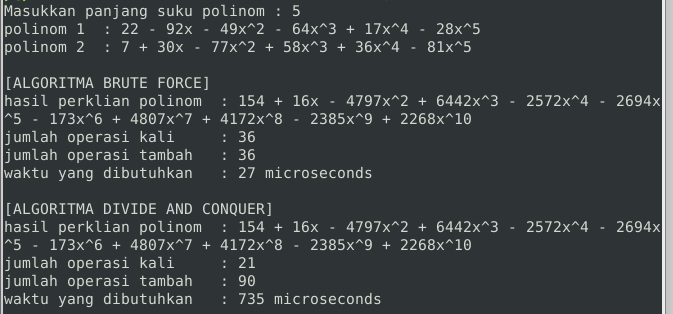 Masukkan panjang suku polinom : 5
polinom 1  : 22 - 92x - 49x^2 - 64x^3 + 17x^4 - 28x^5
polinom 2  : 7 + 30x - 77x^2 + 58x^3 + 36x^4 - 81x^5
[ALGORITMA BRUTE FORCE]
hasil perklian polinom  : 154 + 16x - 4797x^2 + 6442x^3 - 2572x^4 - 2694x
^5 - 173x^6 + 4807x^7 + 4172x^8 - 2385x^9 + 2268x^10
jumlah operasi kali     : 36
jumlah operasi tambah   : 36
waktu yang dibutuhkan   : 27 microseconds
[ALGORITMA DIVIDE AND CONQUER]
hasil perklian polinom  : 154 + 16x - 4797x^2 + 6442x^3 - 2572x^4 - 2694x
^5 - 173x^6 + 4807x^7 + 4172x^8 - 2385x^9 + 2268x^10
jumlah operasi kali     : 21
jumlah operasi tambah   : 90
waktu yang dibutuhkan   : 735 microseconds